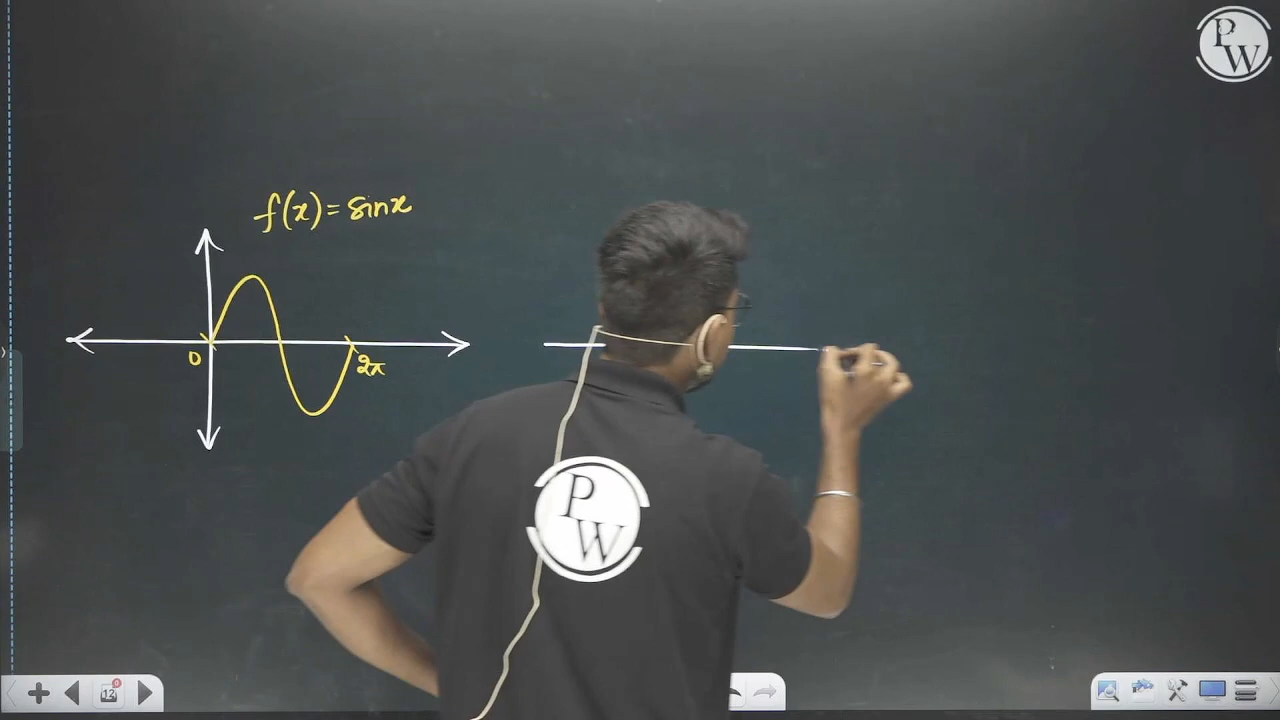 PW
f(x) = sinx
0
2π
PW
12